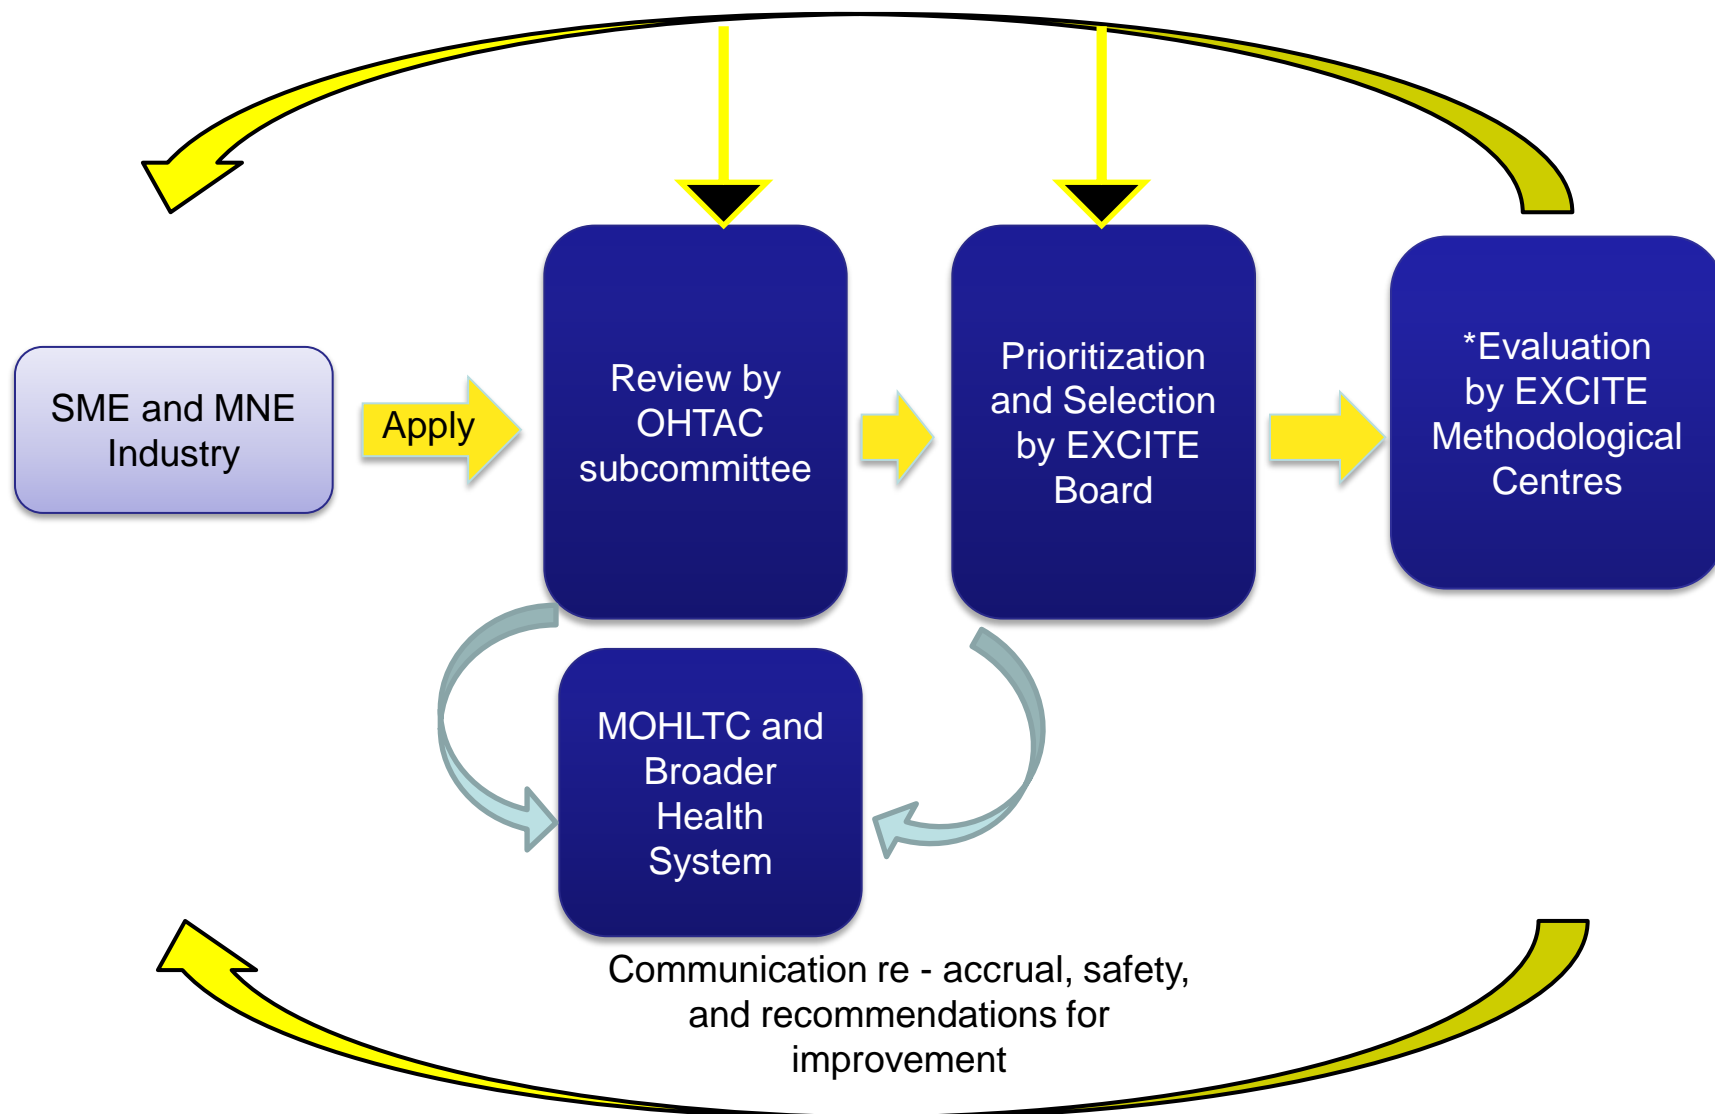 SME and MNE
Industry
Apply
Review by
OHTAC
subcommittee
Prioritization
and Selection
by EXCITE
Board
*Evaluation
by EXCITE
Methodological
Centres
MOHLTC and
Broader
Health
System
Communication re - accrual, safety,
and recommendations for
improvement